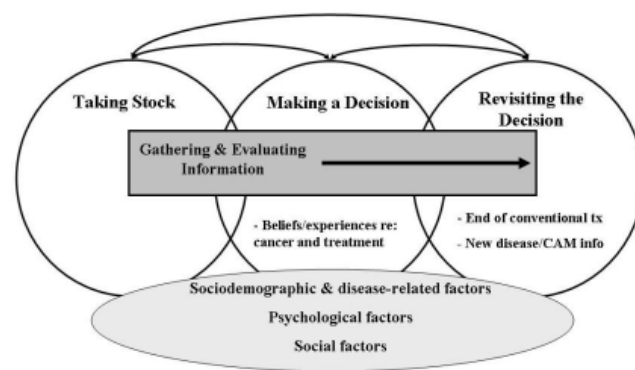 Taking Stock
Making a Decision
Revisiting the
Decision
Gathering & Evaluating
Information
- Beliefs/experiences re:
cancer and treatment
- End of conventional tx
- New disease/CAM info
Sociodemographic & disease-related factors
Psychological factors
Social factors